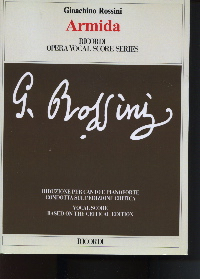 Gioachino Rossini
Armida
RICORDI
OPERA VOCAL SCORE SERIES
G. Rossini
RIDUZIONE PER CANTO E PIANOFORTE
CONDOTTA SULL'EDIZIONE CRITICA
VOCAL SCORE
BASED ON THE CRITICAL EDITION
RICORDI